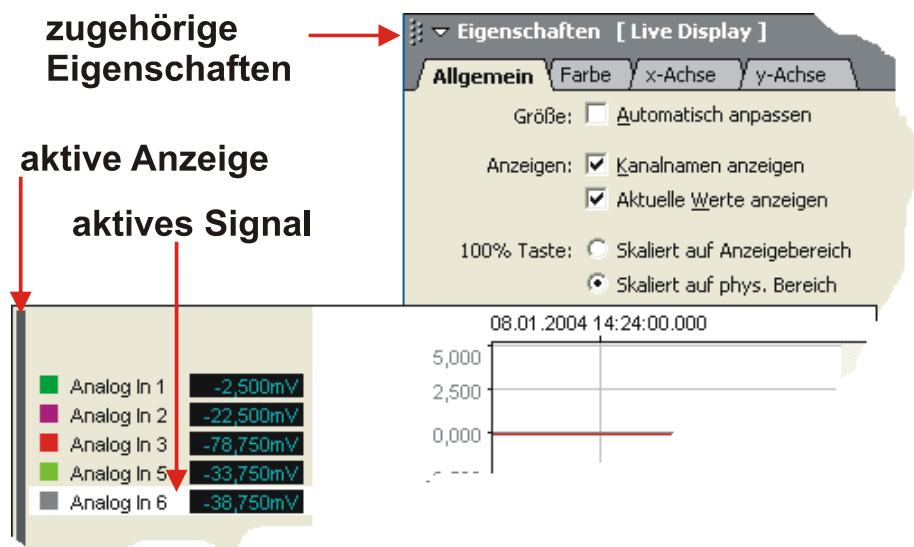 zugehörige
Eigenschaften
Eigenschaften [ Live Display ]
Allgemein Farbe x-Achse y-Achse
Größe: Automatisch anpassen
Anzeigen: Kanalnamen anzeigen
Aktuelle Werte anzeigen
100% Taste: Skaliert auf Anzeigebereich
Skaliert auf phys. Bereich
aktive Anzeige
aktives Signal
08.01.2004 14:24:00.000
5,000
2,500
0,000
Analog In 1 -2,500mV
Analog In 2 -22,500mV
Analog In 3 -78,750mV
Analog In 5 -33,750mV
Analog In 6 -38,750mV